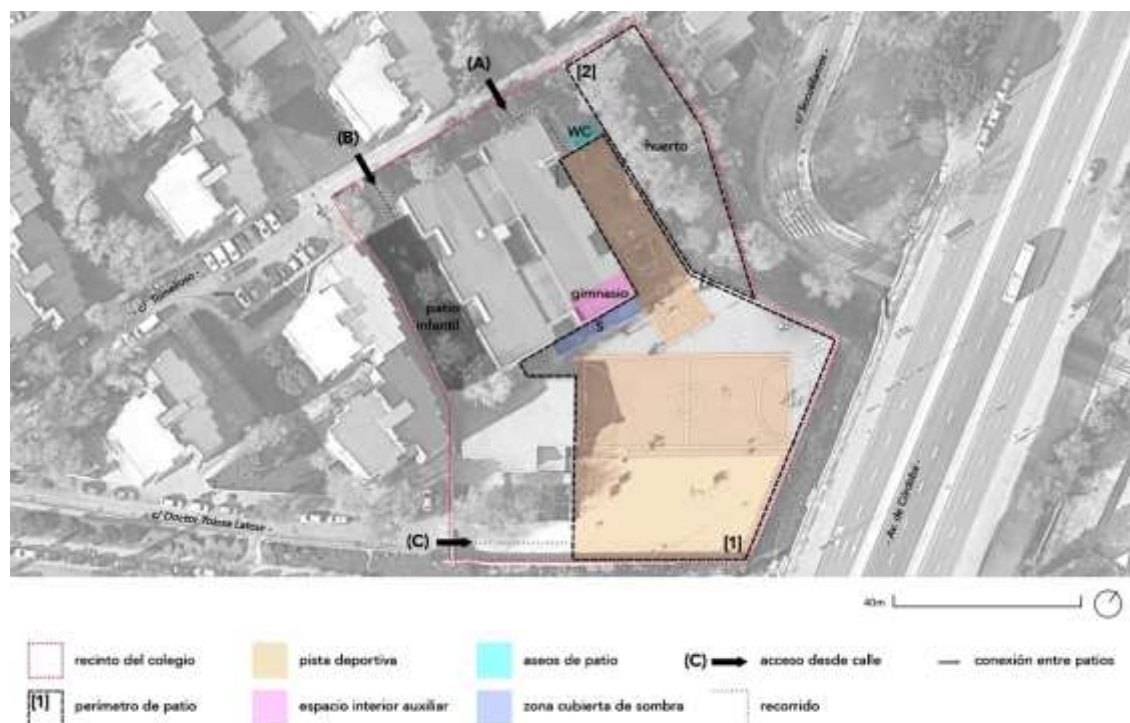 (A)
[2]
(B)
WC
huerto
- c/ Tomelloso -
gimnasio
patio
infantil
S
- c/ Doctor Tolosa Latour -
(C)
[1]
Av. de Córdoba -
40m
recinto del colegio
pista deportiva
aseos de patio
(C) acceso desde calle
conexión entre patios
[1] perímetro de patio
espacio interior auxiliar
zona cubierta de sombra
recorrido